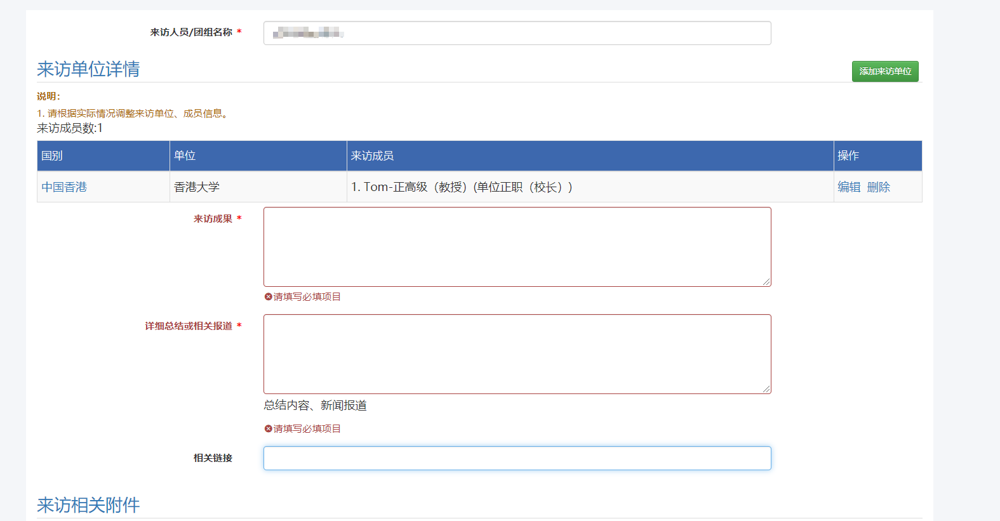 来访人员/团组名称 *
来访单位详情
添加来访单位
说明：
1. 请根据实际情况调整来访单位、成员信息。
来访成员数:1
国别 单位 来访成员 操作
中国香港 香港大学 1. Tom-正高级（教授）(单位正职（校长）) 编辑 删除
来访成果 *
请填写必填项目
详细总结或相关报道 *
总结内容、新闻报道
请填写必填项目
相关链接
来访相关附件